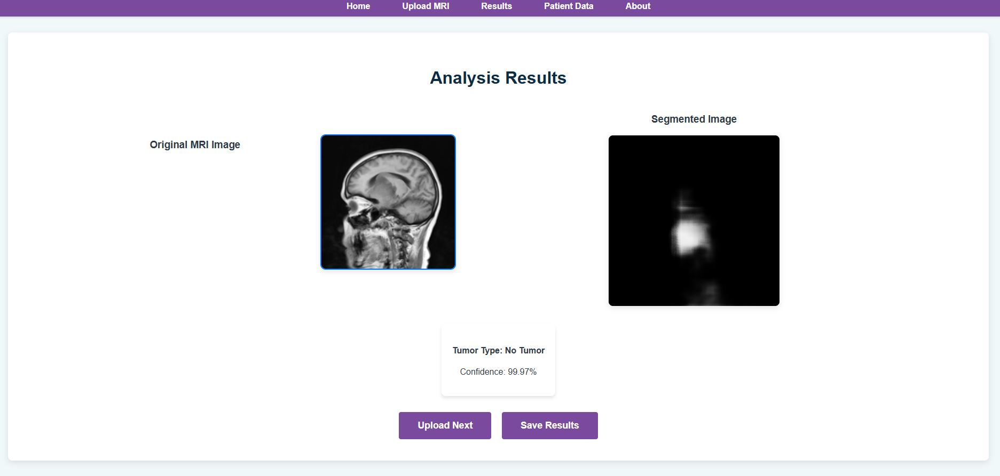 Home Upload MRI Results Patient Data About
Analysis Results
Original MRI Image
Segmented Image
Tumor Type: No Tumor
Confidence: 99.97%
Upload Next Save Results